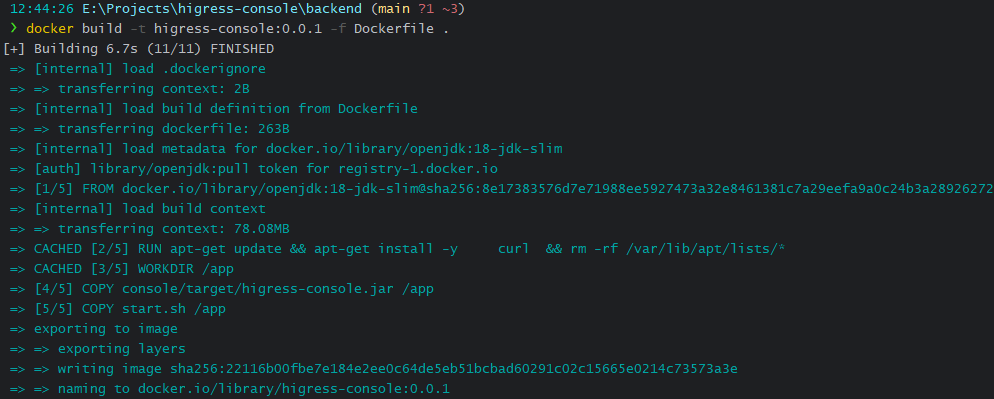 12:44:26 E:\Projects\higress-console\backend (main ?1 ~3)
❯ docker build -t higress-console:0.0.1 -f Dockerfile .
[+] Building 6.7s (11/11) FINISHED
=> [internal] load .dockerignore
=> => transferring context: 2B
=> [internal] load build definition from Dockerfile
=> => transferring dockerfile: 263B
=> [internal] load metadata for docker.io/library/openjdk:18-jdk-slim
=> [auth] library/openjdk:pull token for registry-1.docker.io
=> [1/5] FROM docker.io/library/openjdk:18-jdk-slim@sha256:8e17383576d7e71988ee5927473a32e8461381c7a29eefa9a0c24b3a28926272
=> [internal] load build context
=> => transferring context: 78.08MB
=> CACHED [2/5] RUN apt-get update && apt-get install -y     curl  && rm -rf /var/lib/apt/lists/*
=> CACHED [3/5] WORKDIR /app
=> [4/5] COPY console/target/higress-console.jar /app
=> [5/5] COPY start.sh /app
=> exporting to image
=> => exporting layers
=> => writing image sha256:22116b00fbe7e184e2ee0c64de5eb51bcbad60291c02c15665e0214c73573a3e
=> => naming to docker.io/library/higress-console:0.0.1